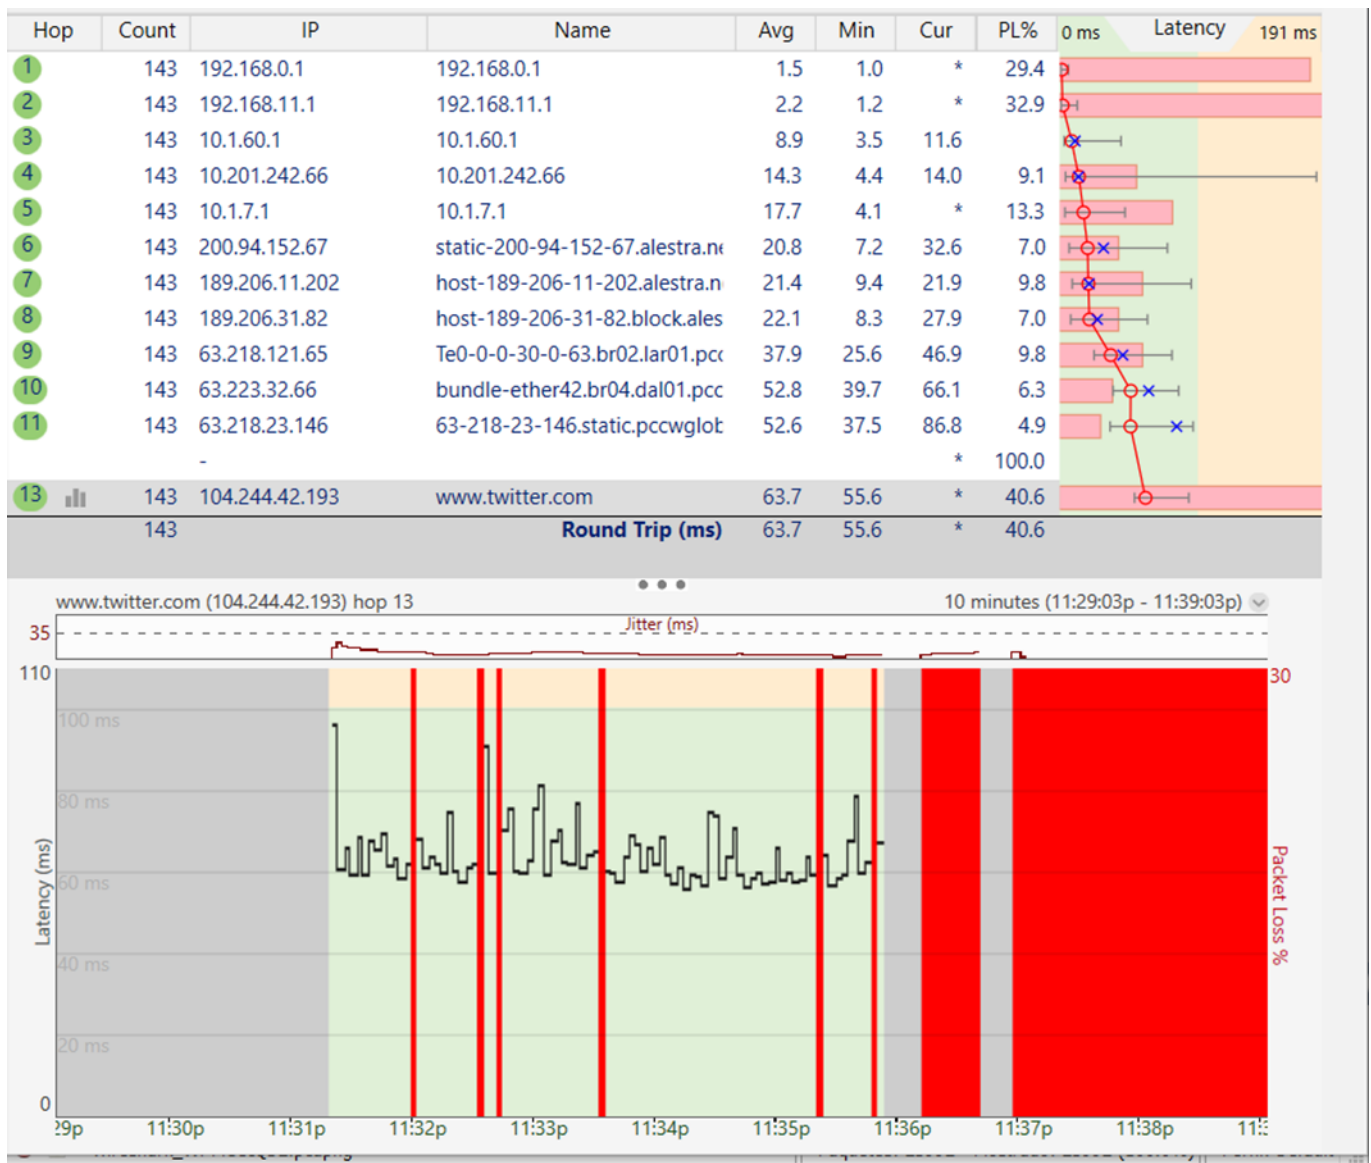 Hop Count IP Name Avg Min Cur PL% 0 ms Latency 191 ms
1 143 192.168.0.1 192.168.0.1 1.5 1.0 * 29.4
2 143 192.168.11.1 192.168.11.1 2.2 1.2 * 32.9
3 143 10.1.60.1 10.1.60.1 8.9 3.5 11.6
4 143 10.201.242.66 10.201.242.66 14.3 4.4 14.0 9.1
5 143 10.1.7.1 10.1.7.1 17.7 4.1 * 13.3
6 143 200.94.152.67 static-200-94-152-67.alestra.ne 20.8 7.2 32.6 7.0
7 143 189.206.11.202 host-189-206-11-202.alestra.n 21.4 9.4 21.9 9.8
8 143 189.206.31.82 host-189-206-31-82.block.ales 22.1 8.3 27.9 7.0
9 143 63.218.121.65 Te0-0-0-30-0-63.br02.lar01.pcc 37.9 25.6 46.9 9.8
10 143 63.223.32.66 bundle-ether42.br04.dal01.pcc 52.8 39.7 66.1 6.3
11 143 63.218.23.146 63-218-23-146.static.pccwglob 52.6 37.5 86.8 4.9
- * 100.0
13 143 104.244.42.193 www.twitter.com 63.7 55.6 * 40.6
143 Round Trip (ms) 63.7 55.6 * 40.6
www.twitter.com (104.244.42.193) hop 13 10 minutes (11:29:03p - 11:39:03p)
35 Jitter (ms)
110 30
100 ms
80 ms
60 ms
40 ms
20 ms
0
Latency (ms)
Packet Loss %
29p 11:30p 11:31p 11:32p 11:33p 11:34p 11:35p 11:36p 11:37p 11:38p 11: